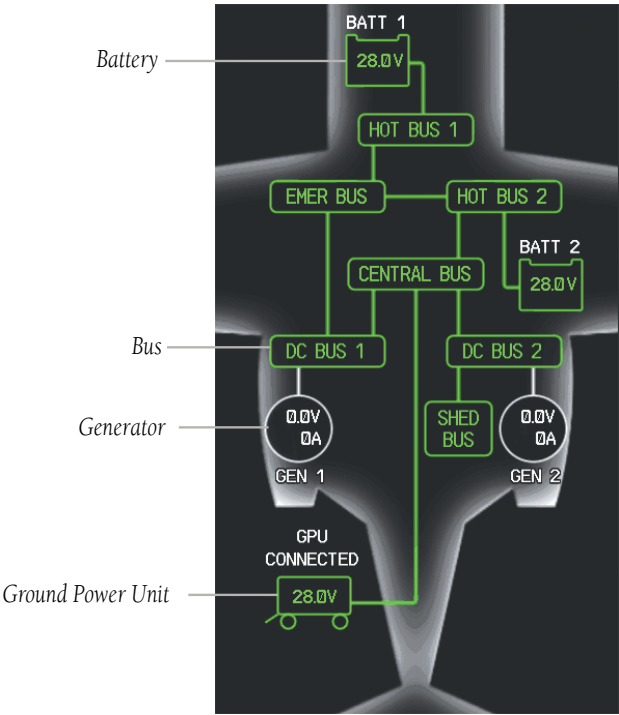 BATT 1
Battery
28.0V
HOT BUS 1
EMER BUS
HOT BUS 2
BATT 2
CENTRAL BUS
28.0V
Bus
DC BUS 1
DC BUS 2
Generator
0.0V
0A
SHED
BUS
0.0V
0A
GEN 1
GEN 2
GPU
CONNECTED
Ground Power Unit
28.0V